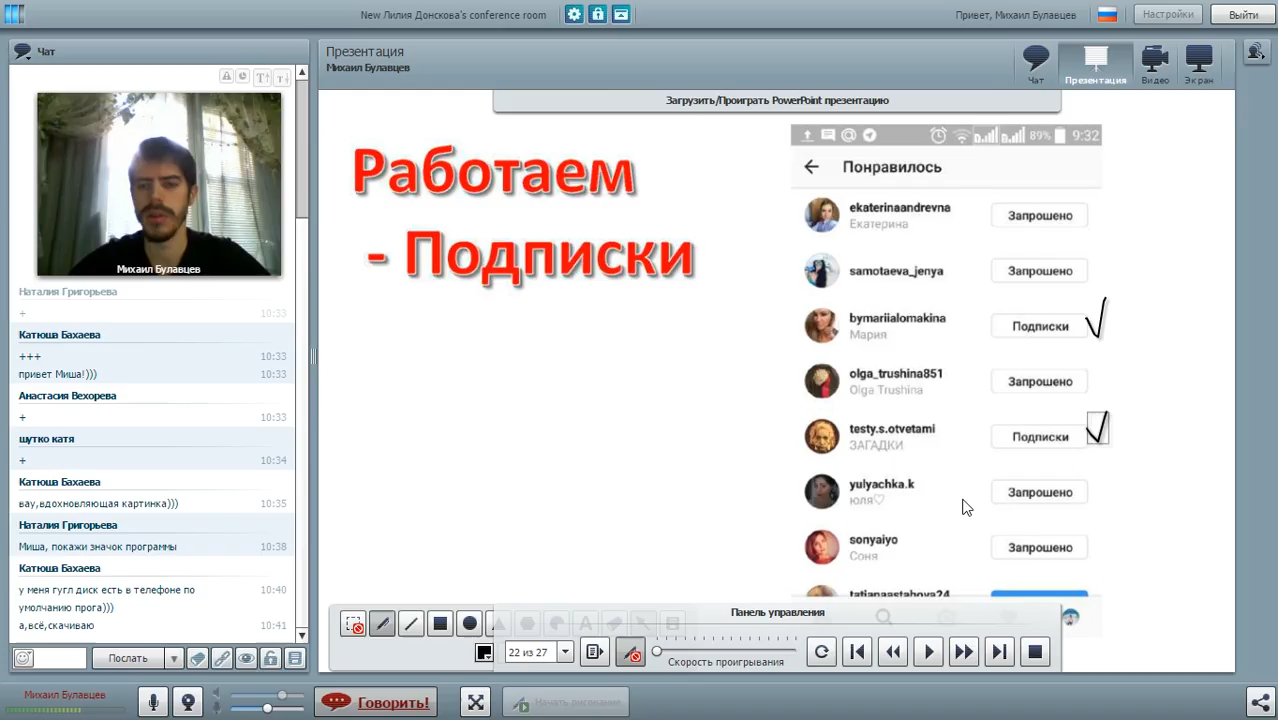 New Лилия Донскова's conference room
Привет, Михаил Булавцев
Настройки
Выйти
Чат
Михаил Булавцев
Наталия Григорьева
+ 10:33
Катюша Бахаева
+++ 10:33
привет Миша!))) 10:33
Анастасия Вехорева
+ 10:33
шутко катя
+ 10:34
Катюша Бахаева
вау,вдохновляющая картинка))) 10:35
Наталия Григорьева
Миша, покажи значок программы 10:38
Катюша Бахаева
у меня гугл диск есть в телефоне по 10:40
умолчанию прога)))
а,всё,скачиваю 10:41
Послать
Презентация
Михаил Булавцев
Чат
Презентация
Видео
Экран
Загрузить/Проиграть PowerPoint презентацию
Работаем
- Подписки
89% 9:32
Понравилось
ekaterinaandrevna
Екатерина
Запрошено
samotaeva_jenya
Запрошено
bymariialomakina
Мария
Подписки
olga_trushina851
Olga Trushina
Запрошено
testy.s.otvetami
ЗАГАДКИ
Подписки
yulyachka.k
юля♡
Запрошено
sonyaiyo
Соня
Запрошено
tatianaastahova24
Панель управления
22 из 27
Скорость проигрывания
Михаил Булавцев
Говорить!
Начать рисование